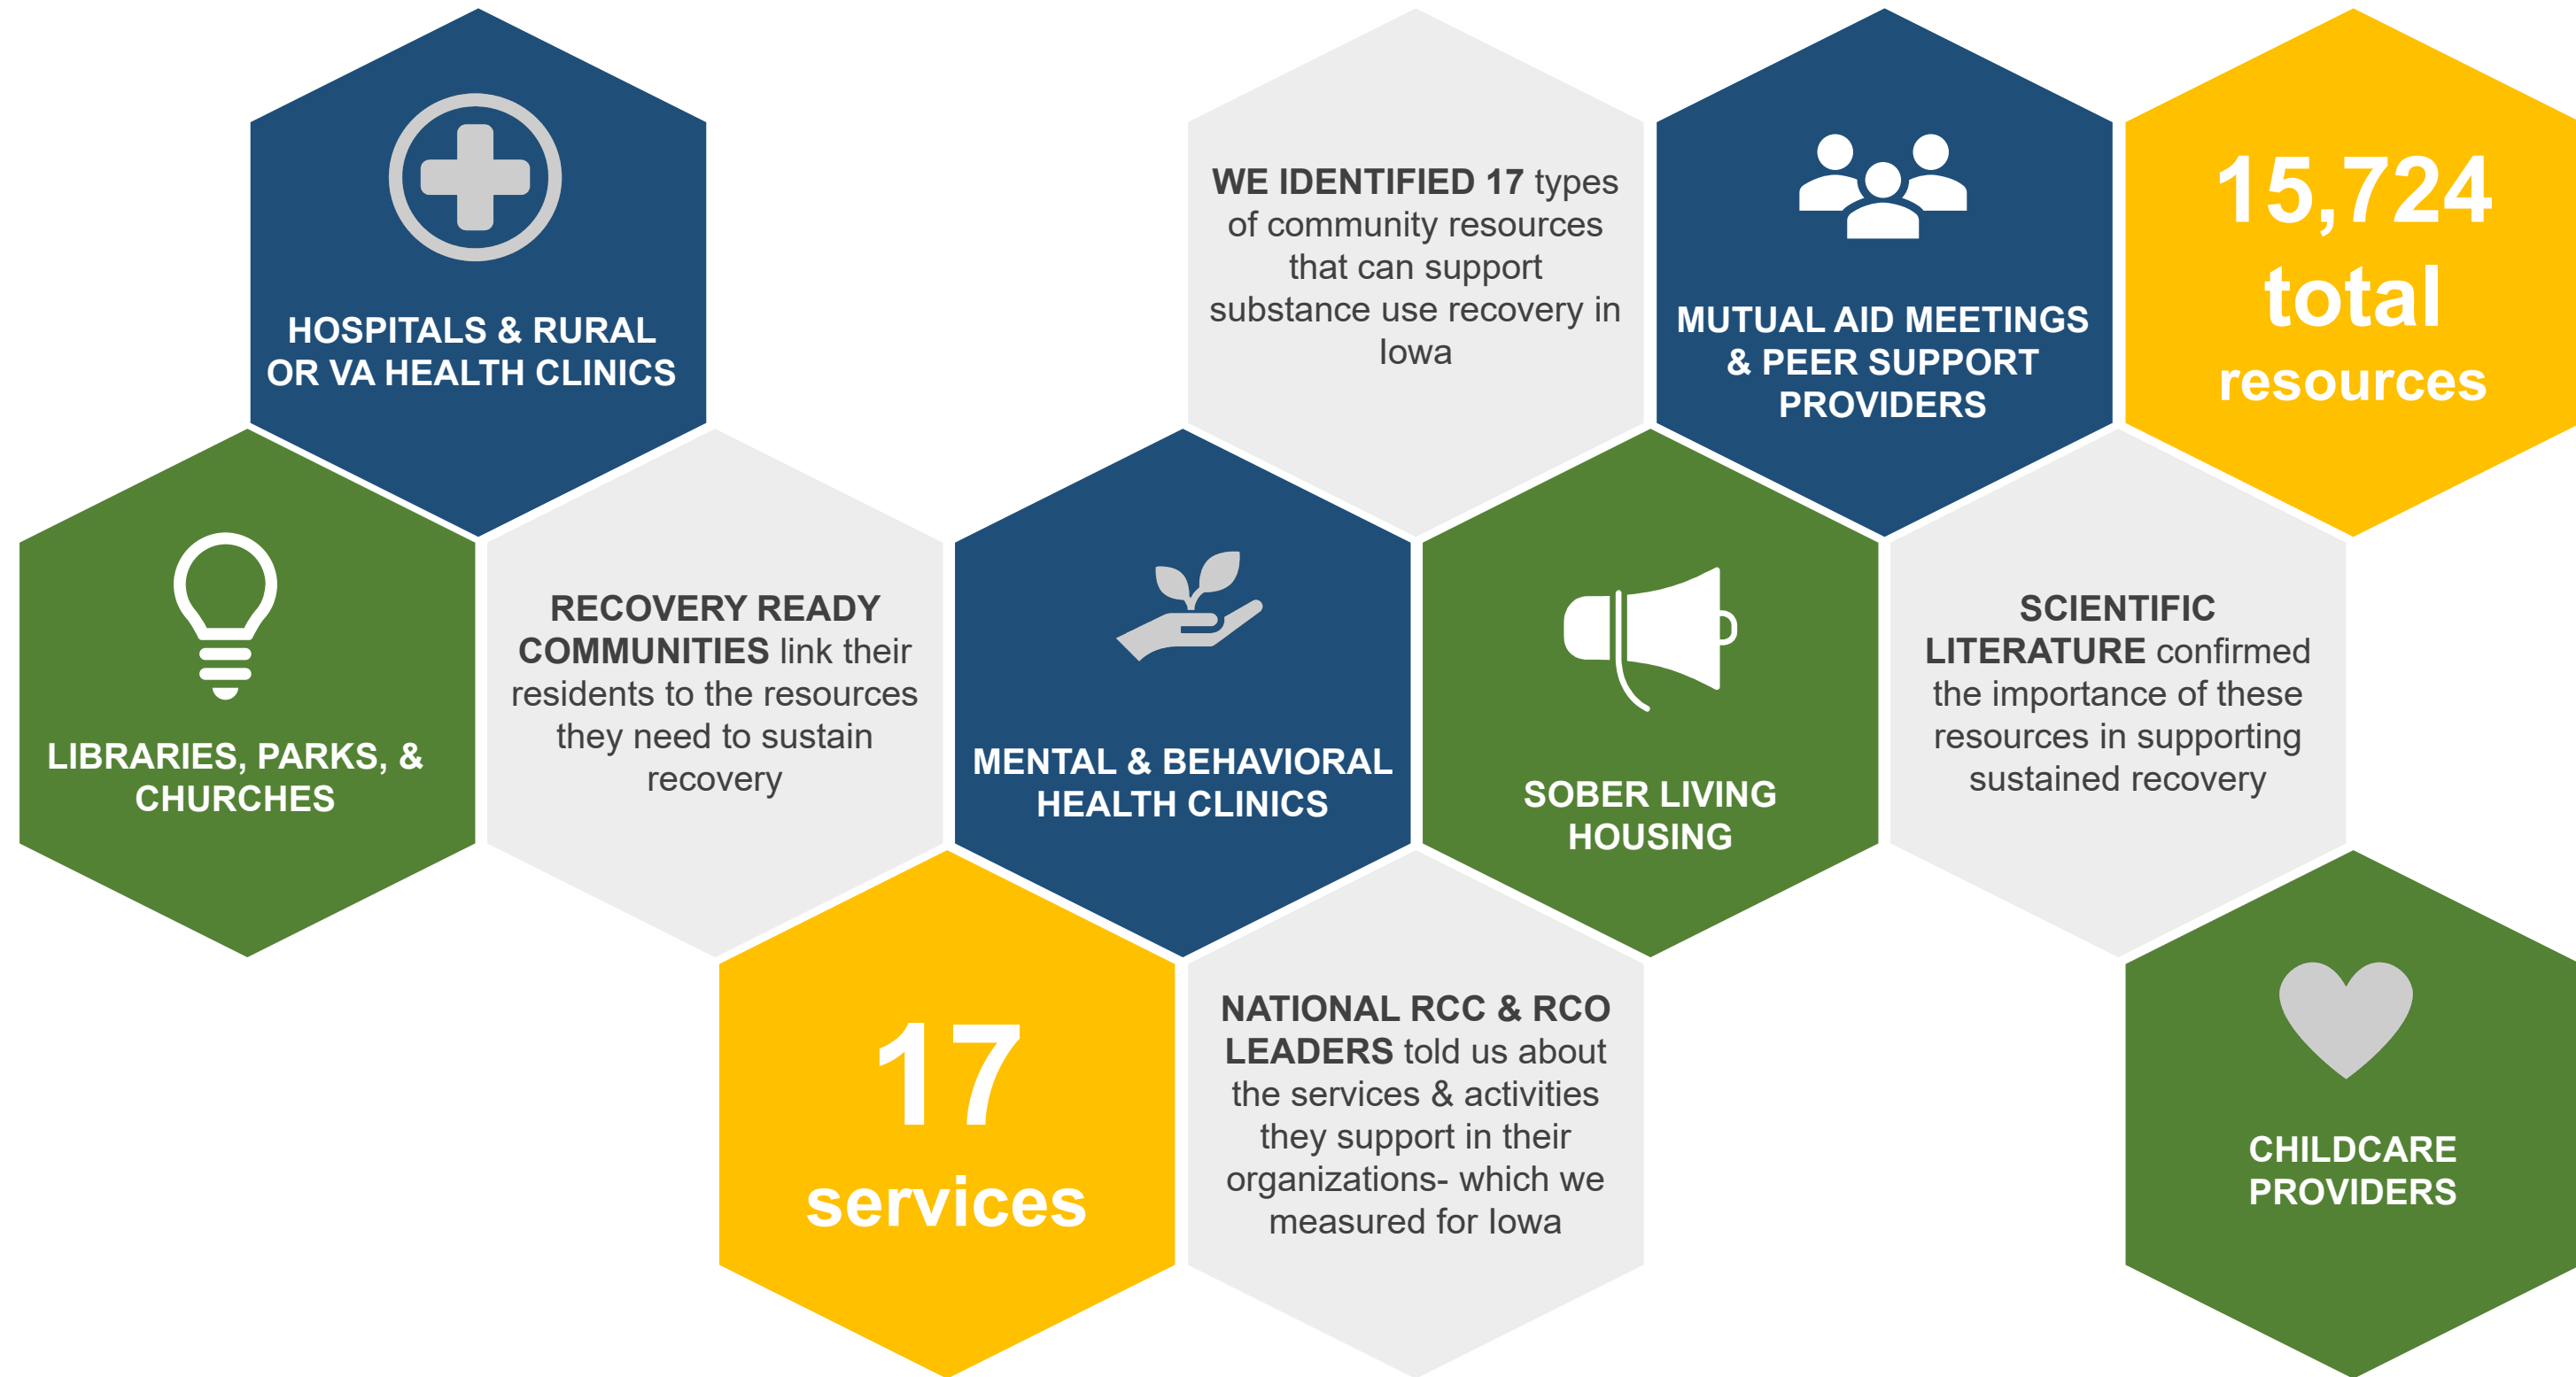 HOSPITALS & RURAL
OR VA HEALTH CLINICS
WE IDENTIFIED 17 types
of community resources
that can support
substance use recovery in
Iowa
MUTUAL AID MEETINGS
& PEER SUPPORT
PROVIDERS
15,724
total
resources
LIBRARIES, PARKS, &
CHURCHES
RECOVERY READY
COMMUNITIES link their
residents to the resources
they need to sustain
recovery
MENTAL & BEHAVIORAL
HEALTH CLINICS
SOBER LIVING
HOUSING
SCIENTIFIC
LITERATURE confirmed
the importance of these
resources in supporting
sustained recovery
17
services
NATIONAL RCC & RCO
LEADERS told us about
the services & activities
they support in their
organizations- which we
measured for Iowa
CHILDCARE
PROVIDERS